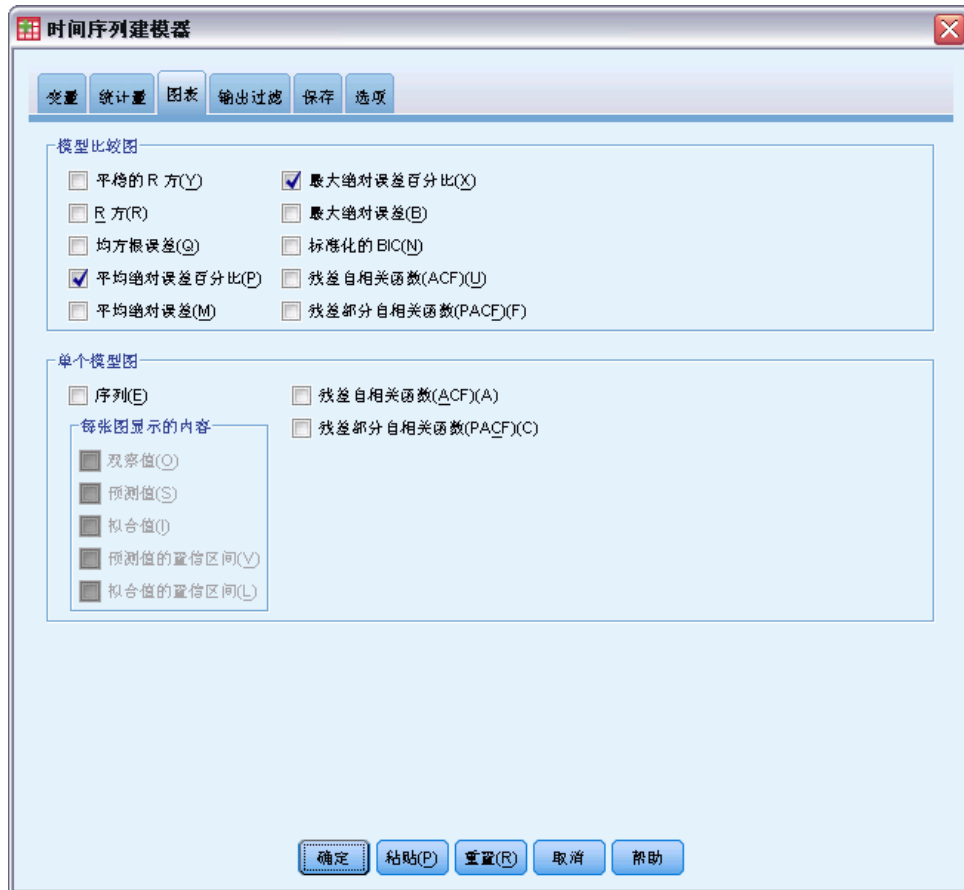 时间序列建模器
变量 统计量 图表 输出过滤 保存 选项
模型比较图
平稳的 R 方(Y) 最大绝对误差百分比(X)
R 方(R) 最大绝对误差(B)
均方根误差(Q) 标准化的 BIC(N)
平均绝对误差百分比(P) 残差自相关函数(ACF)(U)
平均绝对误差(M) 残差部分自相关函数(PACF)(F)
单个模型图
序列(E) 残差自相关函数(ACF)(A)
每张图显示的内容 残差部分自相关函数(PACF)(C)
观察值(O)
预测值(S)
拟合值(I)
预测值的置信区间(V)
拟合值的置信区间(L)
确定 粘贴(P) 重置(R) 取消 帮助